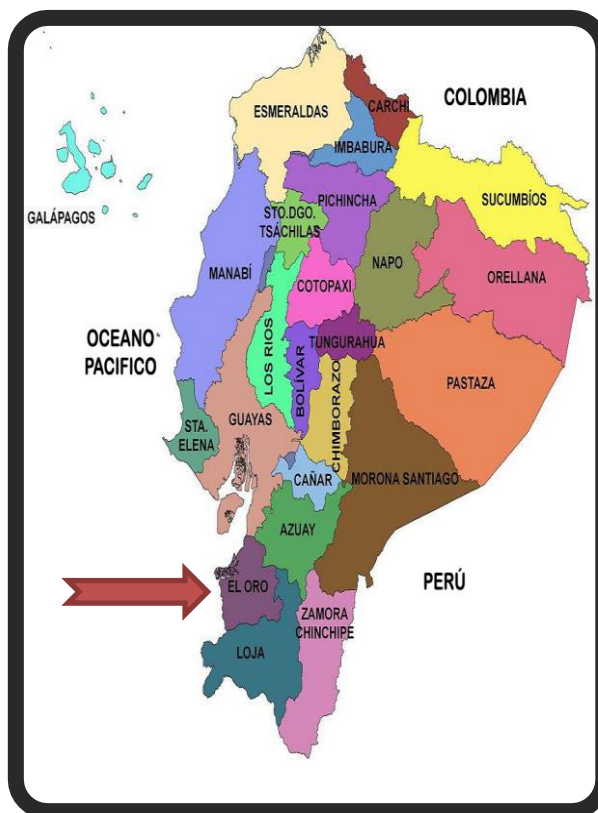 ESMERALDAS
CARCHI
COLOMBIA
IMBABURA
SUCUMBÍOS
PICHINCHA
GALÁPAGOS
STO.DGO.
TSÁCHILAS
NAPO
MANABÍ
ORELLANA
COTOPAXI
OCEANO
PACIFICO
LOS RIOS
TUNGURAHUA
BOLÍVAR
PASTAZA
CHIMBORAZO
GUAYAS
STA.
ELENA
CAÑAR
MORONA SANTIAGO
AZUAY
PERÚ
EL ORO
ZAMORA
CHINCHIPE
LOJA